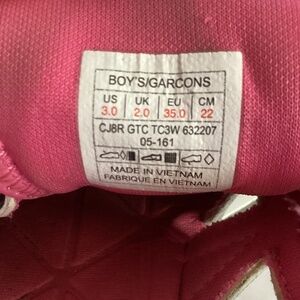 BOY'S/GARCONS
US UK EU CM
3.0 2.0 35.0 22
CJ8R GTC TC3W 632207
05-161
MADE IN VIETNAM
FABRIQUE EN VIETNAM